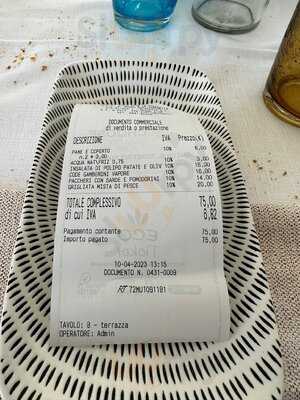 DOCUMENTO COMMERCIALE
di vendita o prestazione
DESCRIZIONE IVA Prezzo(€)
PANE E COPERTO 10% 6,00
n.2 * 3,00
ACQUA NATURIZ 0,75 10% 3,00
INSALATA DI POLIPO PATATE E OLIV 10% 16,00
CODE GAMBERONI VAPORE 10% 16,00
PACCHERI CON SARDE E POMODORINI 10% 14,00
GRIGLIATA MISTA DI PESCE 10% 20,00
TOTALE COMPLESSIVO 75,00
di cui IVA 6,82
Pagamento contante 75,00
Importo pagato 75,00
10-04-2023 13:15
DOCUMENTO N. 0431-0009
RT 72MU1091181
TAVOLO: 8 - terrazza
OPERATORE: Admin